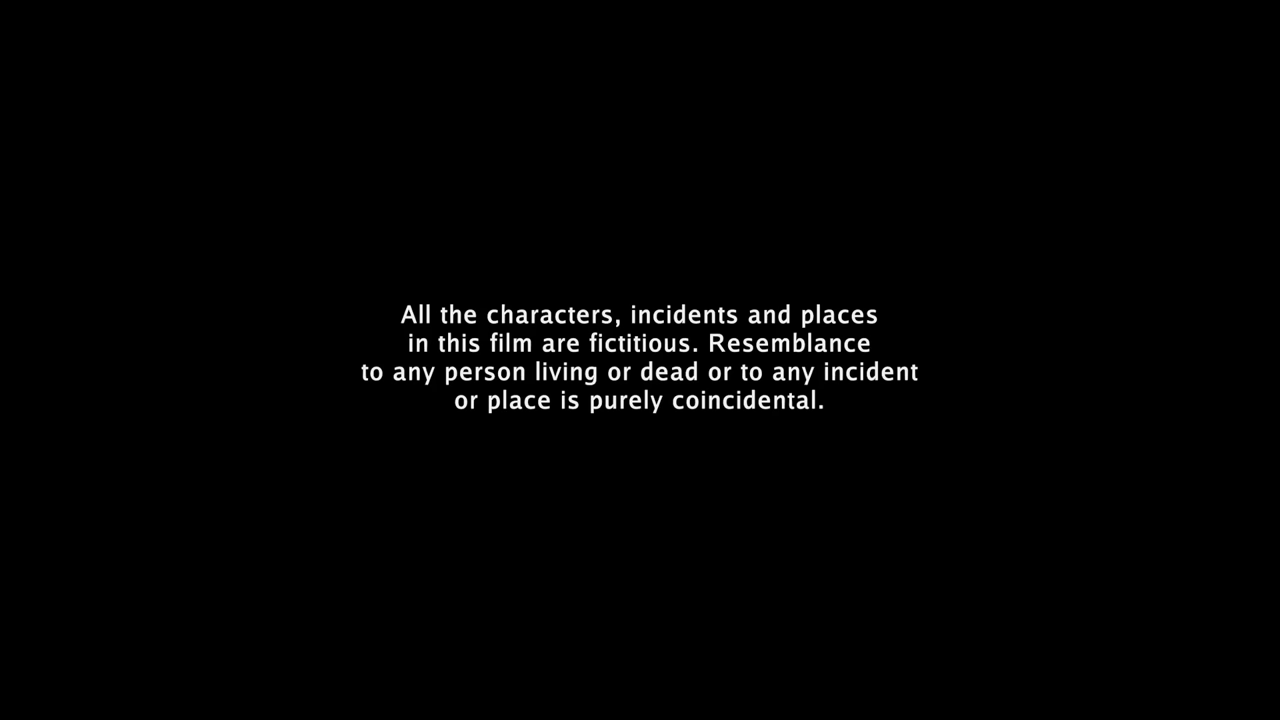 All the characters, incidents and places
in this film are fictitious. Resemblance
to any person living or dead or to any incident
or place is purely coincidental.